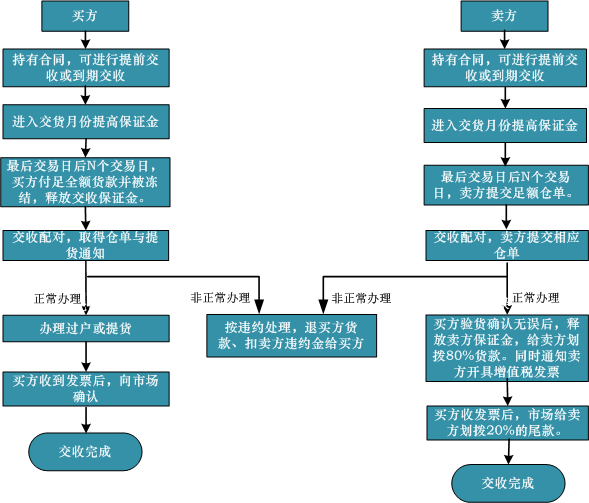 买方
持有合同，可进行提前交
收或到期交收
进入交货月份提高保证金
最后交易日后N个交易日，
买方付足全额货款并被冻
结，释放交收保证金。
交收配对，取得仓单与提
货通知
正常办理
非正常办理
办理过户或提货
买方收到发票后，向市场
确认
交收完成
按违约处理，退买方货
款、扣卖方违约金给买方
卖方
持有合同，可进行提前交
收或到期交收
进入交货月份提高保证金
最后交易日后N个交易
日，卖方提交足额仓单。
交收配对，卖方提交相应
仓单
非正常办理
正常办理
买方验货确认无误后，释
放卖方保证金，给卖方划
拨80%货款。同时通知卖
方开具增值税发票
买方收发票后，市场给卖
方划拨20%的尾款。
交收完成